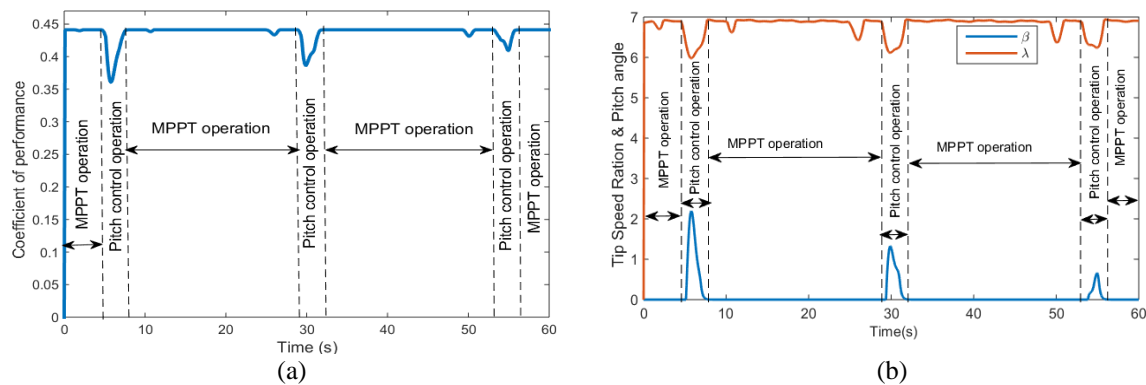 0.45
0.4
0.35
0.3
0.25
0.2
0.15
0.1
0.05
0
0
10
20
30
40
50
60
Coefficient of performance
Time (s)
MPPT operation
Pitch control operation
MPPT operation
Pitch control operation
MPPT operation
Pitch control operation
MPPT operation
(a)
7
6
5
4
3
2
1
0
0
10
20
30
40
50
60
Tip Speed Ration & Pitch angle
Time(s)
β
λ
MPPT operation
Pitch control operation
MPPT operation
Pitch control operation
MPPT operation
Pitch control operation
MPPT operation
(b)